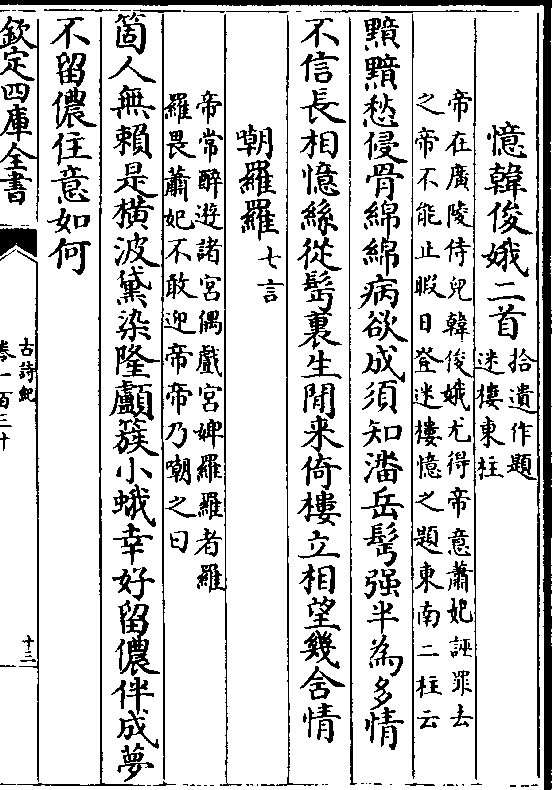 憶韓俊娥二首拾遺作題
迷樓東柱
帝在廣陵侍兒韓俊娥尤得帝意蕭妃誣罪去
之帝不能止暇日登迷樓憶之題東南二柱云
黯黯愁侵骨綿綿病欲成須知潘岳髩强半為多情
不信長相憶緣從髩裏生閒来倚樓立相望幾含情
嘲羅羅七言
帝常醉遊諸宮偶戲宮婢羅羅者羅
羅畏蕭妃不敢迎帝帝乃嘲之曰
箇人無賴是横波黛染隆顱簇小蛾幸好留儂伴成夢
不留儂住意如何
欽定四庫全書
古詩紀
卷一百三十
十三